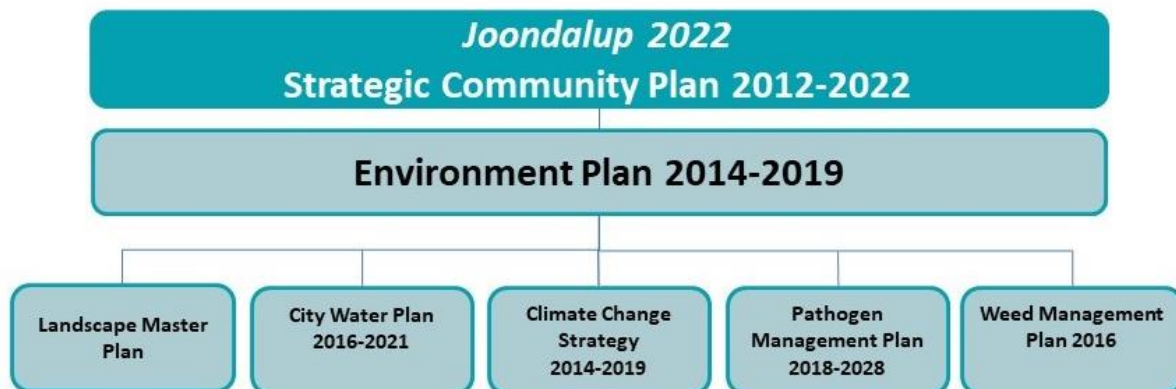 Joondalup 2022
Strategic Community Plan 2012-2022
Environment Plan 2014-2019
Landscape Master
Plan
City Water Plan
2016-2021
Climate Change
Strategy
2014-2019
Pathogen
Management Plan
2018-2028
Weed Management
Plan 2016